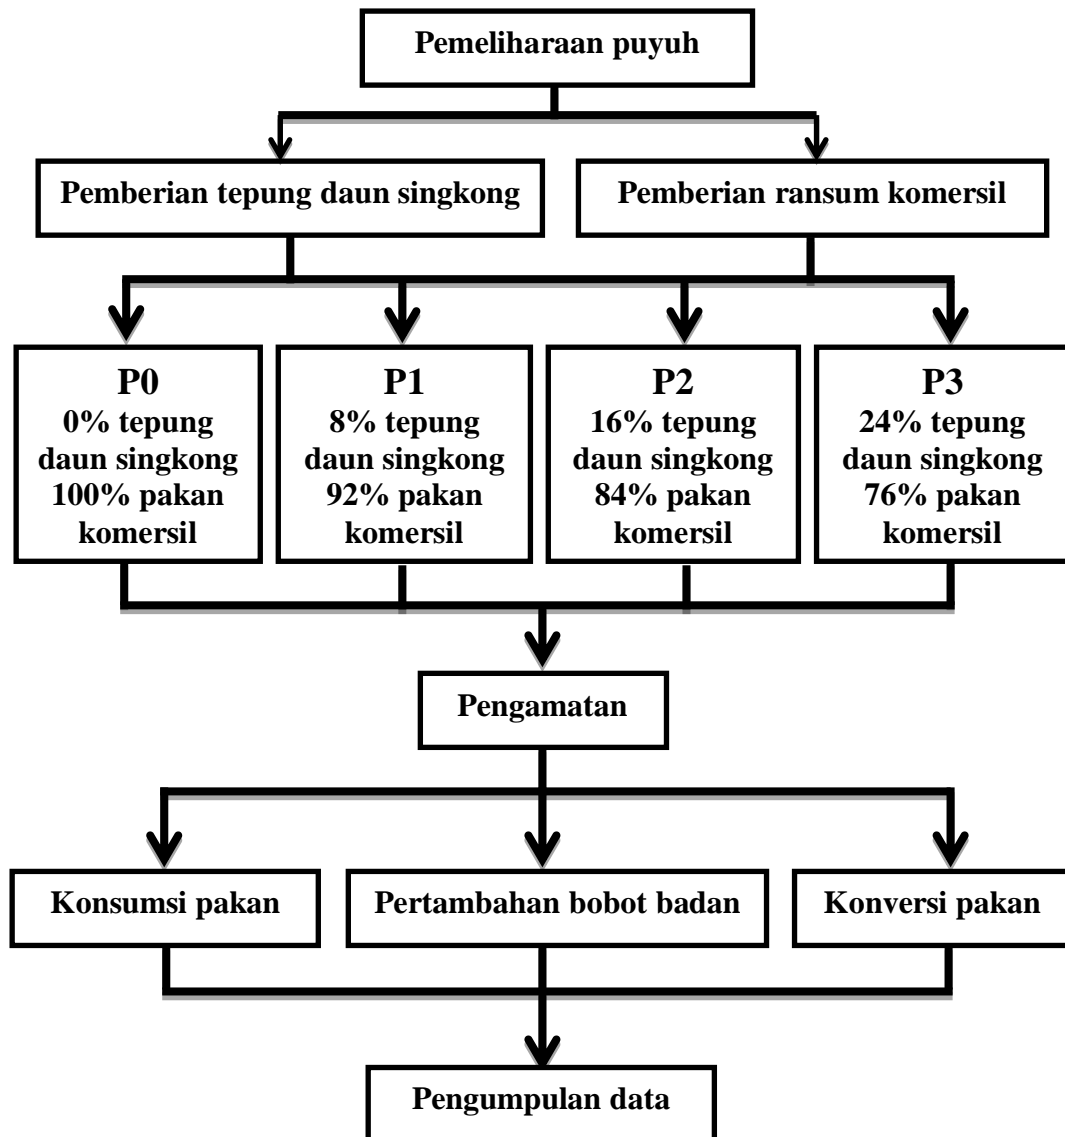 Pemeliharaan puyuh
Pemberian tepung daun singkong
Pemberian ransum komersil
P0
0% tepung
daun singkong
100% pakan
komersil
P1
8% tepung
daun singkong
92% pakan
komersil
P2
16% tepung
daun singkong
84% pakan
komersil
P3
24% tepung
daun singkong
76% pakan
komersil
Pengamatan
Konsumsi pakan
Pertambahan bobot badan
Konversi pakan
Pengumpulan data